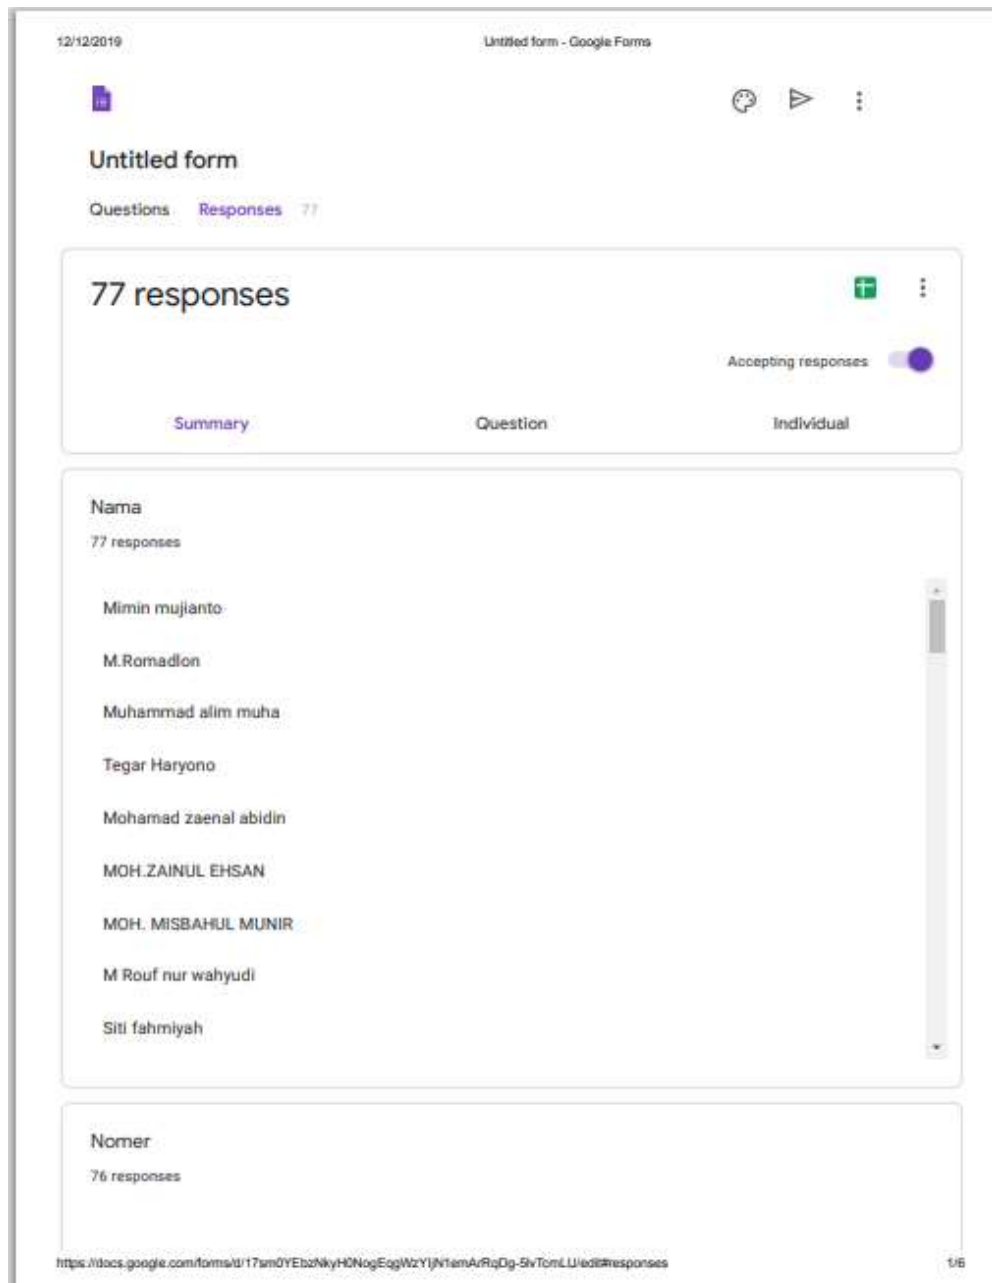 12/12/2019 Untitled form - Google Forms
Untitled form
Questions Responses 77
77 responses
Accepting responses
Summary Question Individual
Nama
77 responses
Mimin mujianto
M.Romadlon
Muhammad alim muha
Tegar Haryono
Mohamad zaenal abidin
MOH.ZAINUL EHSAN
MOH. MISBAHUL MUNIR
M Rouf nur wahyudi
Siti fahmiyah
Nomer
76 responses
1/6